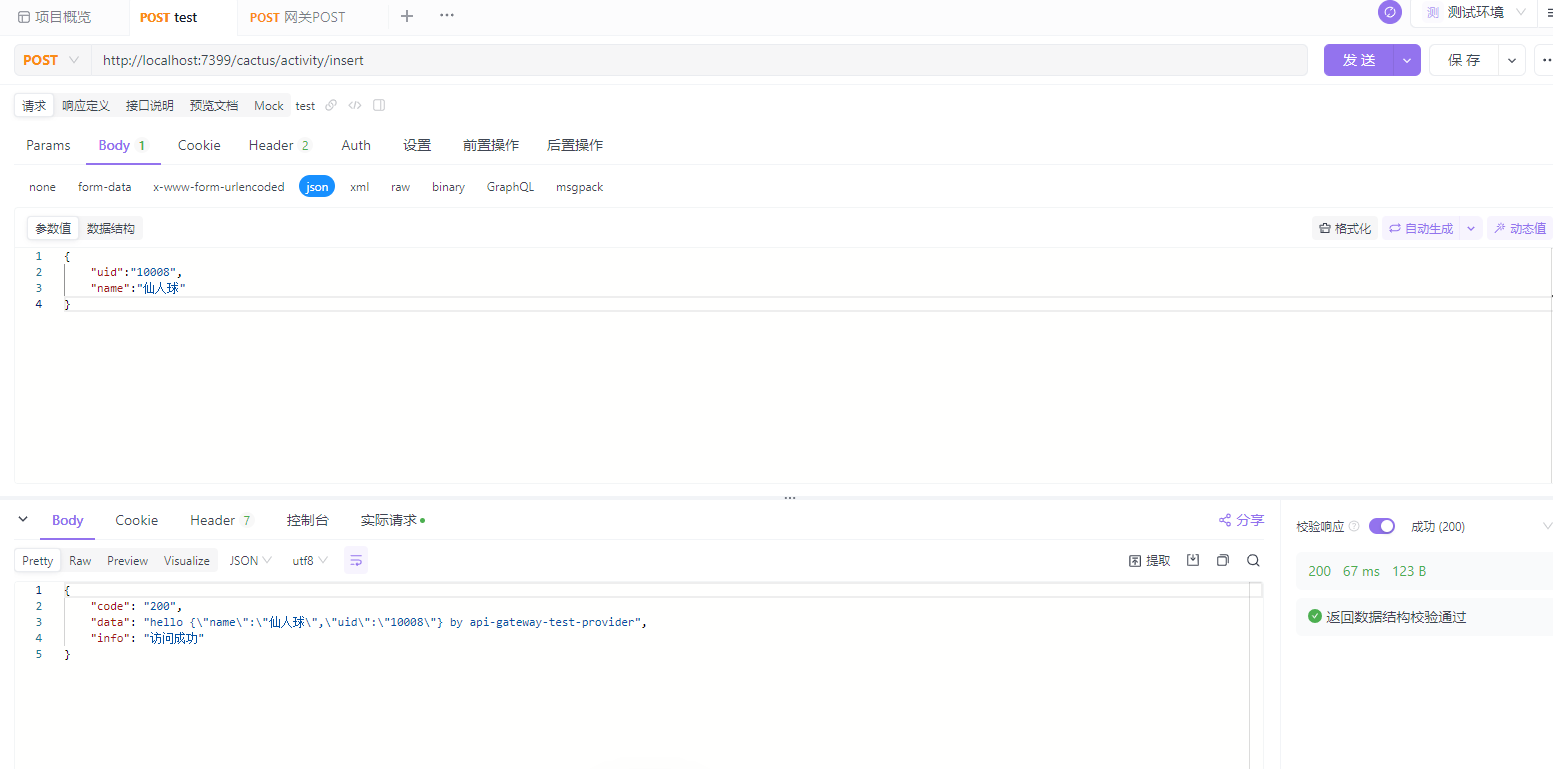 项目概览 POST test POST 网关POST
测 测试环境
POST http://localhost:7399/cactus/activity/insert 发 送 保 存
请求 响应定义 接口说明 预览文档 Mock test
Params Body 1 Cookie Header 2 Auth 设置 前置操作 后置操作
none form-data x-www-form-urlencoded json xml raw binary GraphQL msgpack
参数值 数据结构 格式化 自动生成 动态值
1 {
2 "uid":"10008",
3 "name":"仙人球"
4 }
Body Cookie Header 7 控制台 实际请求 分享 校验响应 成功 (200)
Pretty Raw Preview Visualize JSON utf8 提取
200 67 ms 123 B
1 {
2 "code": "200",
3 "data": "hello {\"name\":\"仙人球\",\"uid\":\"10008\"} by api-gateway-test-provider",
4 "info": "访问成功"
5 }
返回数据结构校验通过